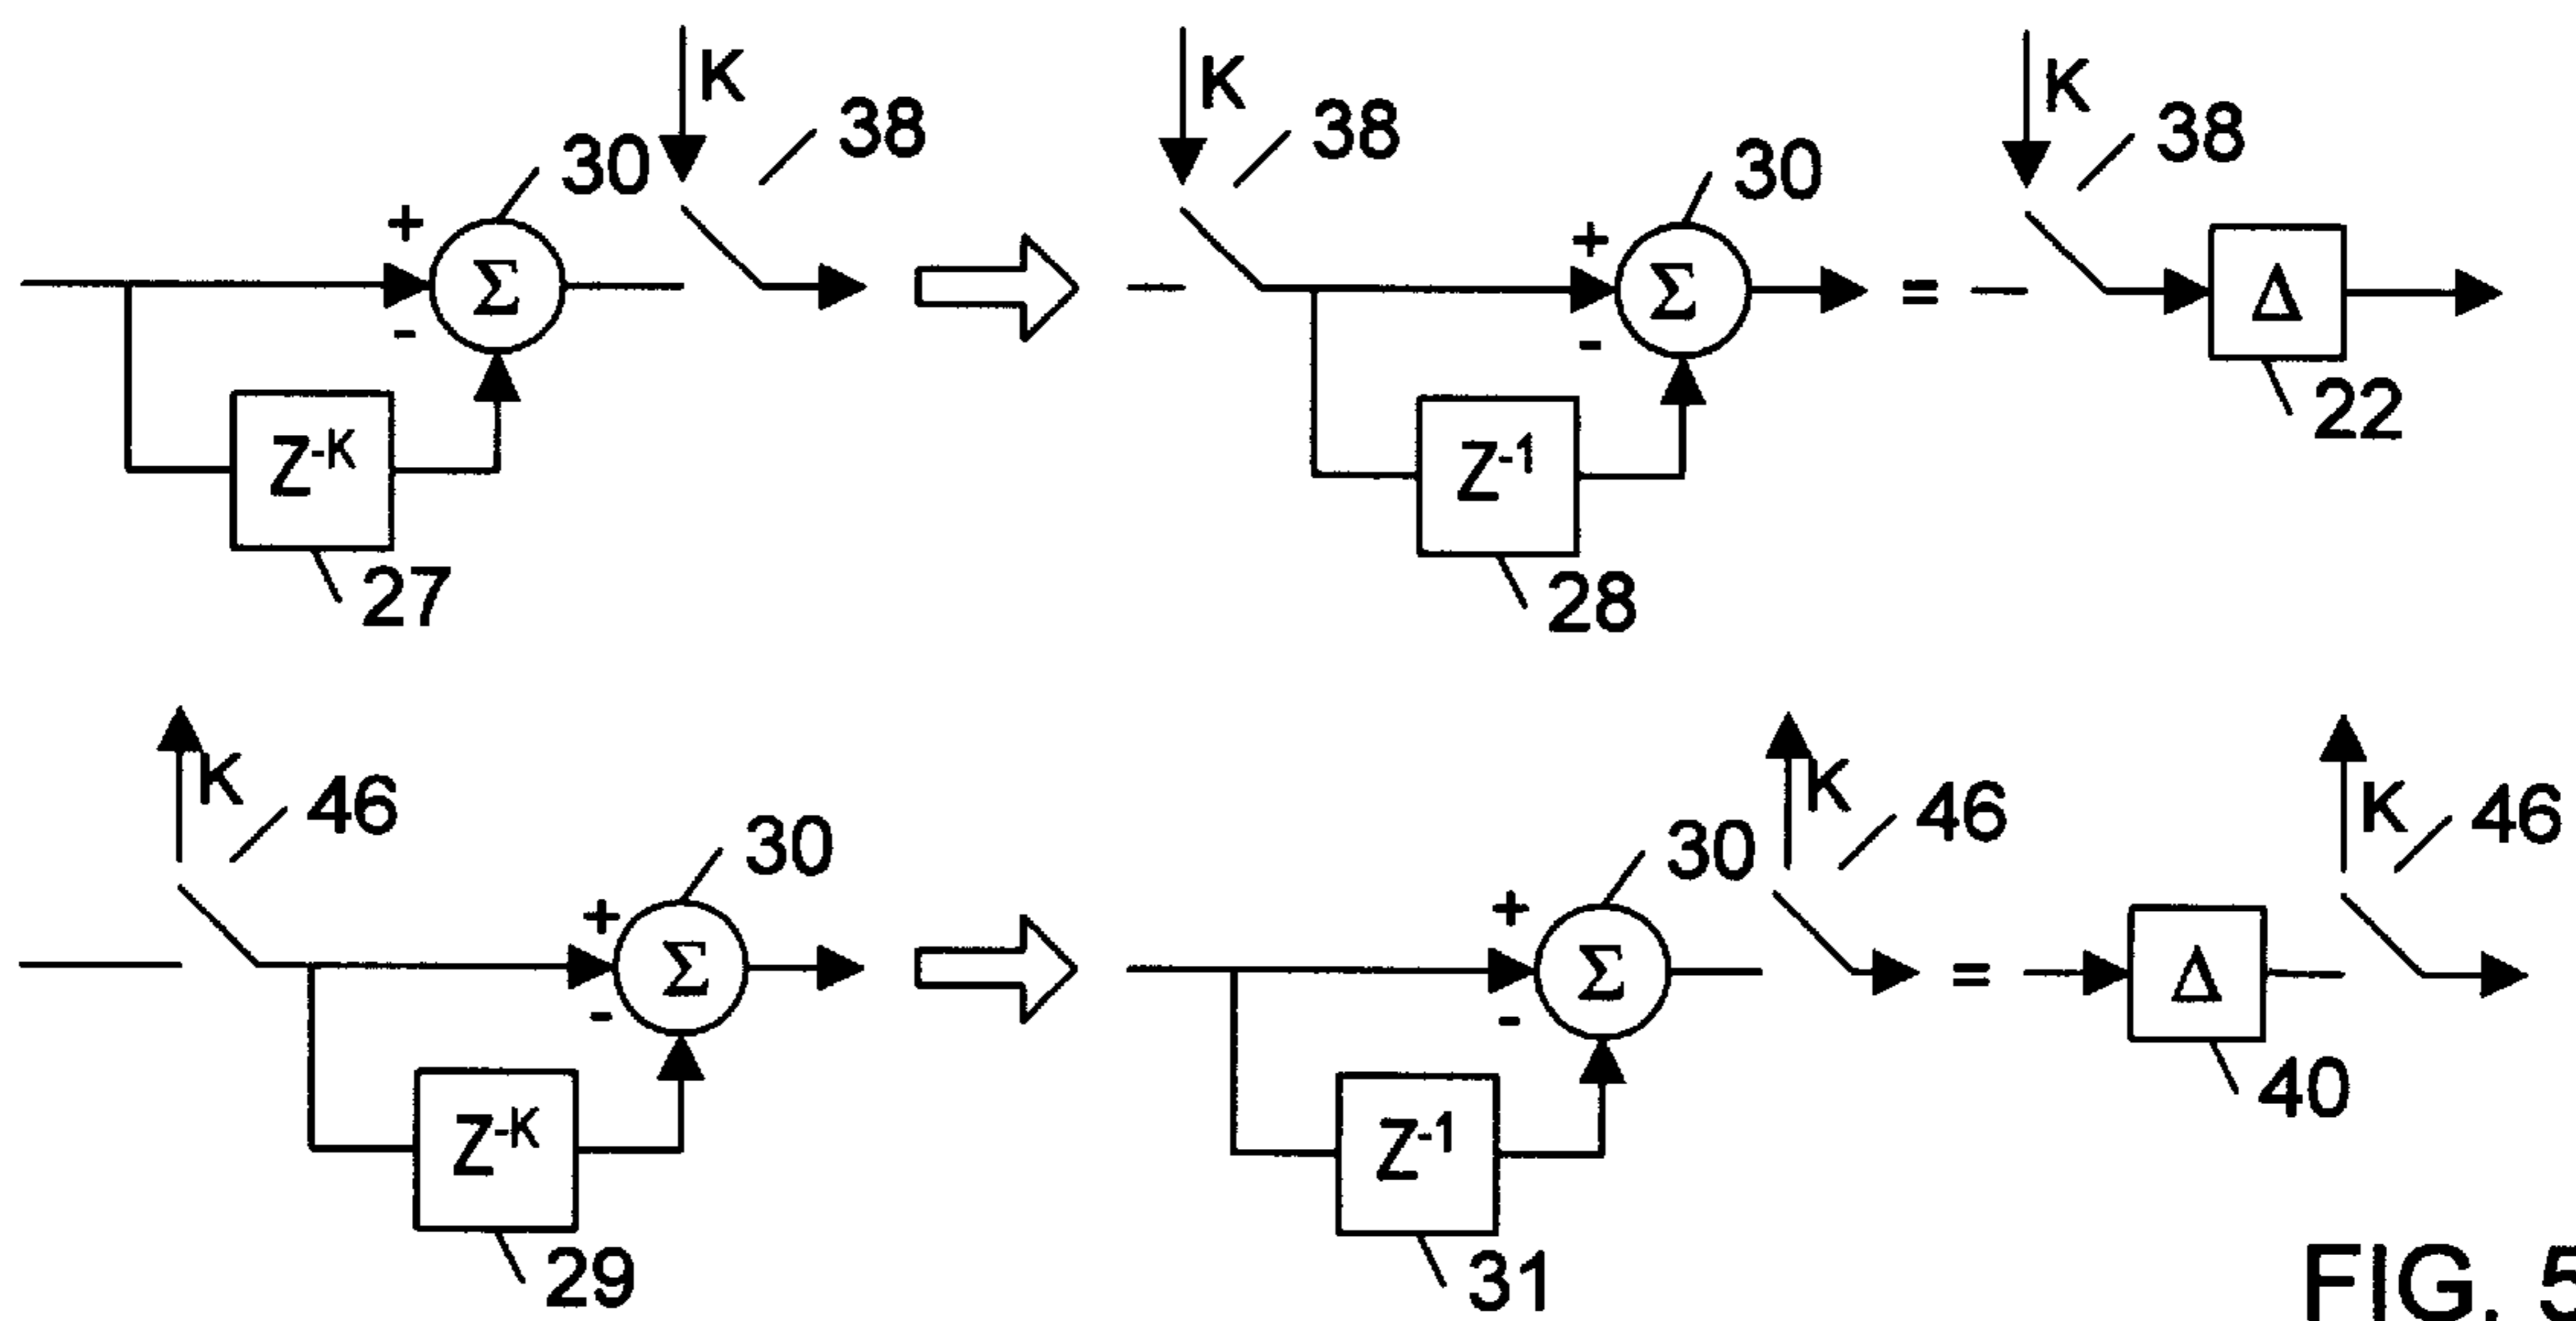 K 38 K 38 K 38
30 30
+ +
Σ Σ = Δ
- -
Z-K Z-1 22
27 28
K 46 K 46 K 46
30 30
+ +
Σ Σ = Δ
- -
Z-K Z-1 40
29 31
FIG. 5